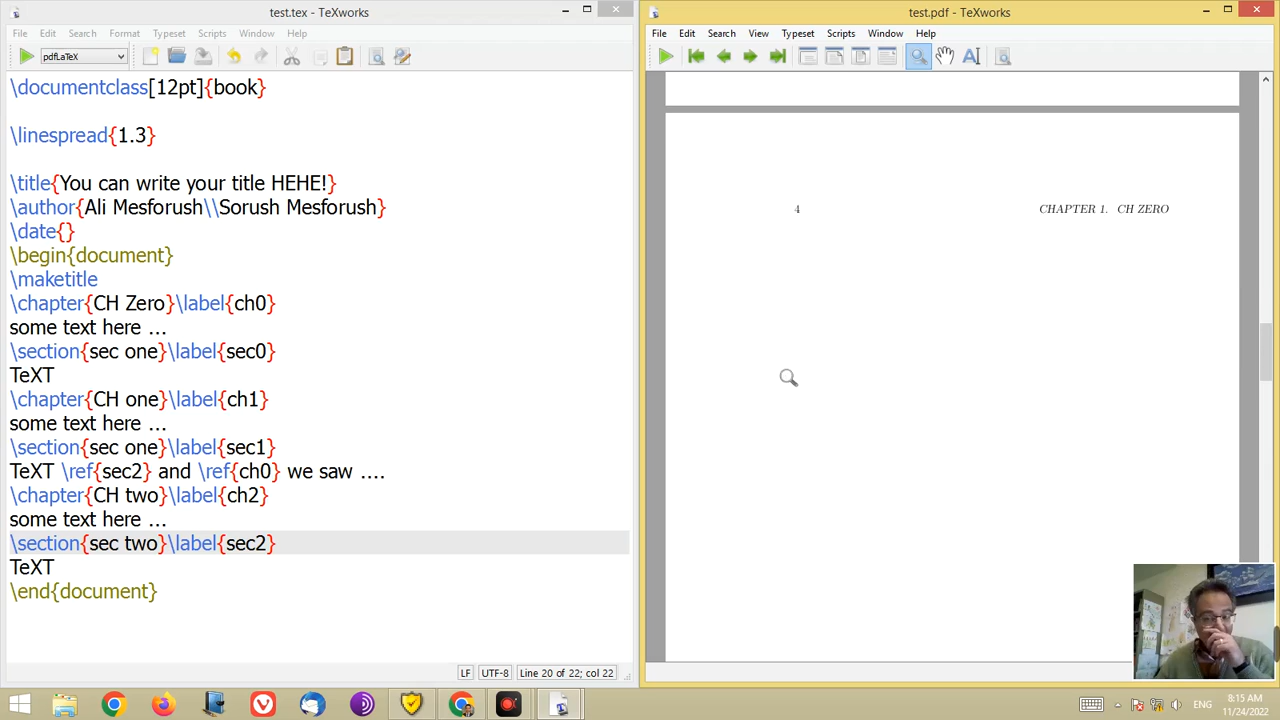 test.tex - TeXworks
File Edit Search Format Typeset Scripts Window Help
pdfLaTeX
\documentclass[12pt]{book}
\linespread{1.3}
\title{You can write your title HEHE!}
\author{Ali Mesforush\\Sorush Mesforush}
\date{}
\begin{document}
\maketitle
\chapter{CH Zero}\label{ch0}
some text here ...
\section{sec one}\label{sec0}
TeXT
\chapter{CH one}\label{ch1}
some text here ...
\section{sec one}\label{sec1}
TeXT \ref{sec2} and \ref{ch0} we saw ....
\chapter{CH two}\label{ch2}
some text here ...
\section{sec two}\label{sec2}
TeXT
\end{document}
LF UTF-8 Line 20 of 22; col 22
test.pdf - TeXworks
File Edit Search View Typeset Scripts Window Help
4 CHAPTER 1. CH ZERO
ENG 8:15 AM
11/24/2022